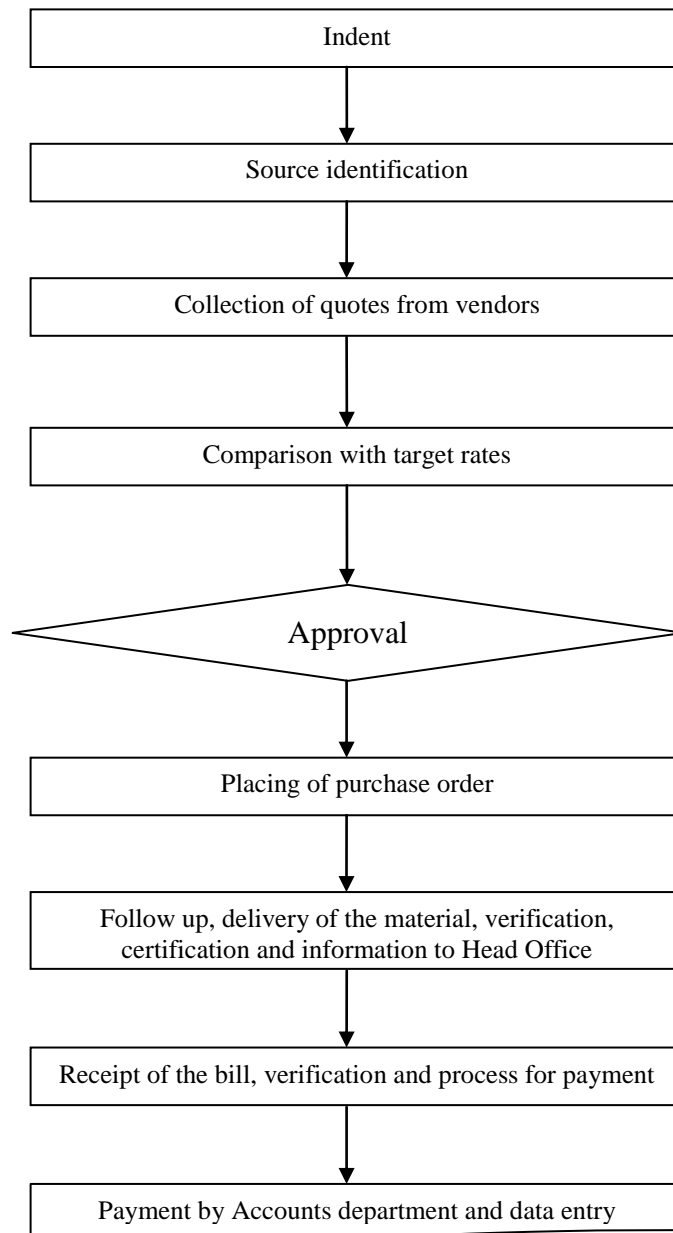 Indent
Source identification
Collection of quotes from vendors
Comparison with target rates
Approval
Placing of purchase order
Follow up, delivery of the material, verification,
certification and information to Head Office
Receipt of the bill, verification and process for payment
Payment by Accounts department and data entry